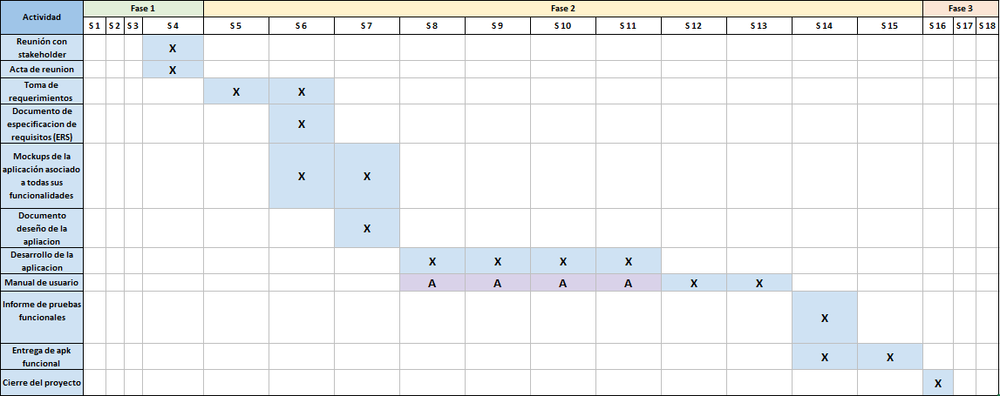 Actividad Fase 1 Fase 2 Fase 3
S 1 S 2 S 3 S 4 S 5 S 6 S 7 S 8 S 9 S 10 S 11 S 12 S 13 S 14 S 15 S 16 S 17 S 18
Reunión con
stakeholder X
Acta de reunion X
Toma de
requerimientos X X
Documento de
especificacion de
requisitos (ERS) X
Mockups de la
aplicación asociado
a todas sus
funcionalidades X X
Documento
deseño de la
apliacion X
Desarrollo de la
aplicacion X X X X
Manual de usuario A A A A X X
Informe de pruebas
funcionales X
Entrega de apk
funcional X X
Cierre del proyecto X